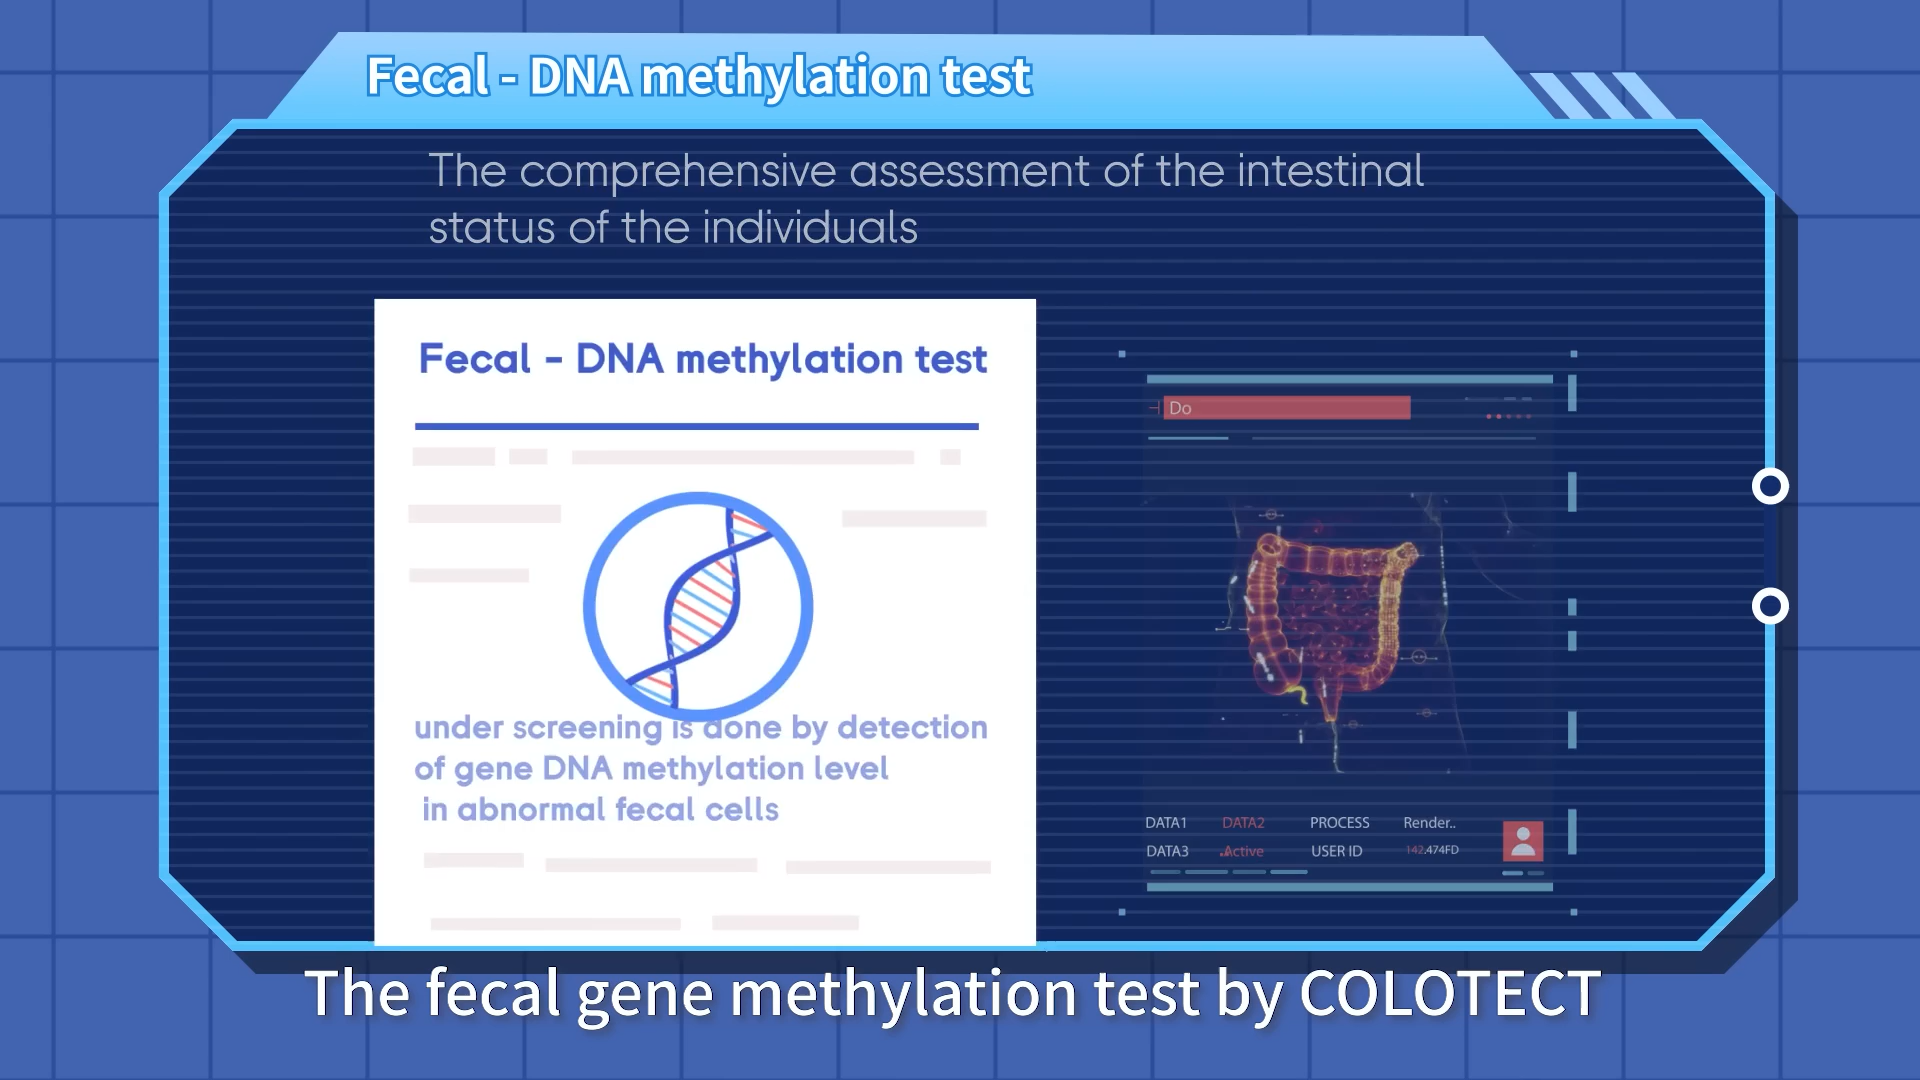 Fecal - DNA methylation test
The comprehensive assessment of the intestinal
status of the individuals
Fecal - DNA methylation test
under screening is done by detection
of gene DNA methylation level
in abnormal fecal cells
Do
DATA1 DATA2 PROCESS Render..
DATA3 Active USER ID 142.474FD
The fecal gene methylation test by COLOTECT